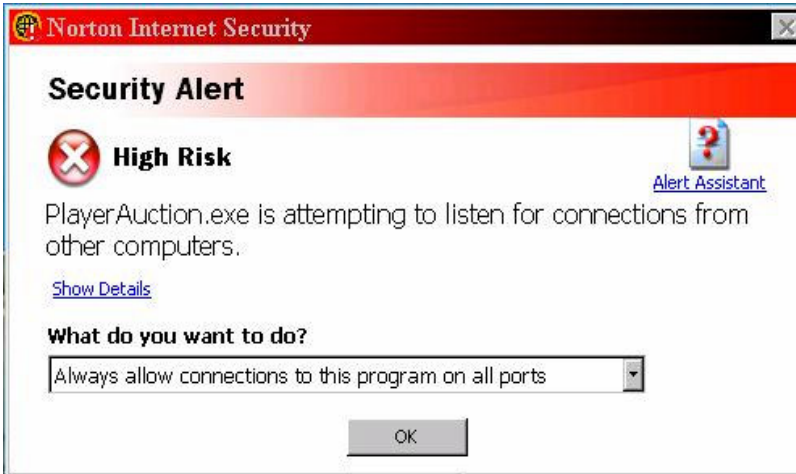 Norton Internet Security
Security Alert
High Risk
Alert Assistant
PlayerAuction.exe is attempting to listen for connections from
other computers.
Show Details
What do you want to do?
Always allow connections to this program on all ports
OK